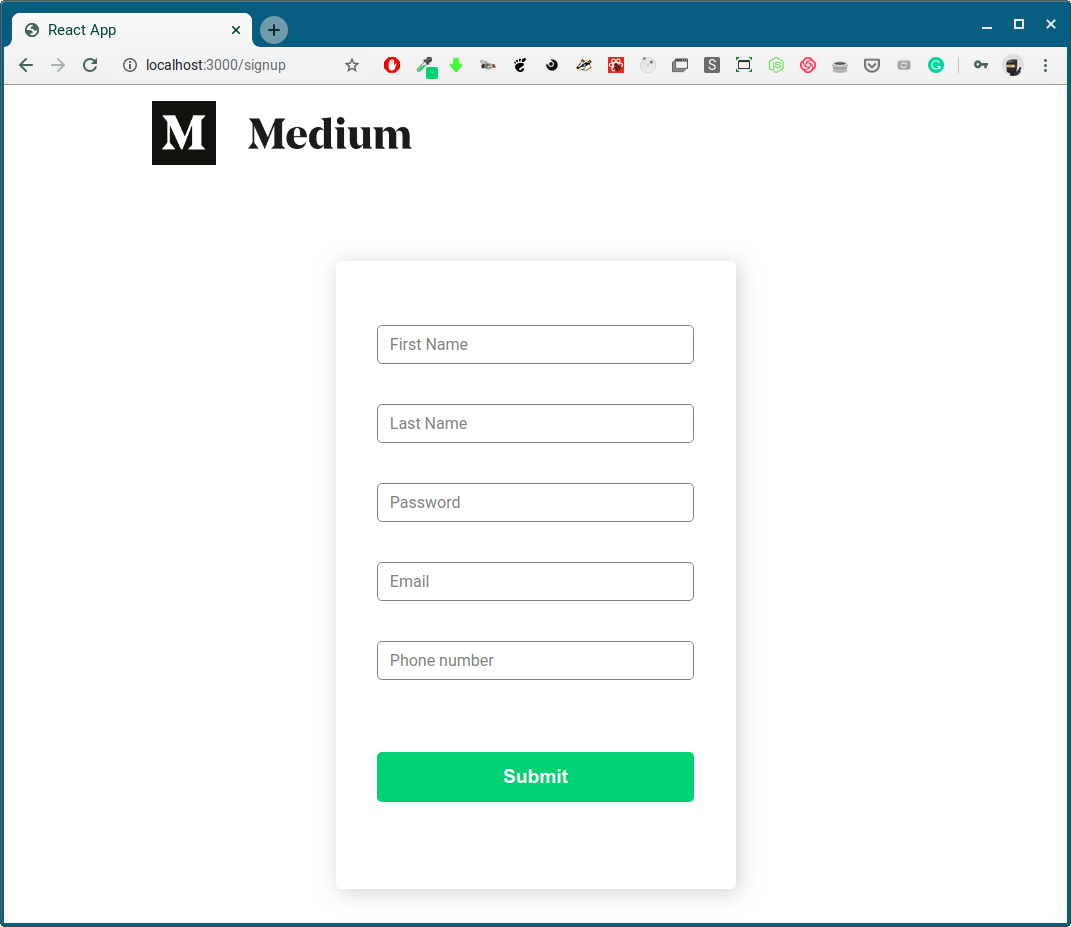 React App
localhost:3000/signup
M Medium
First Name
Last Name
Password
Email
Phone number
Submit